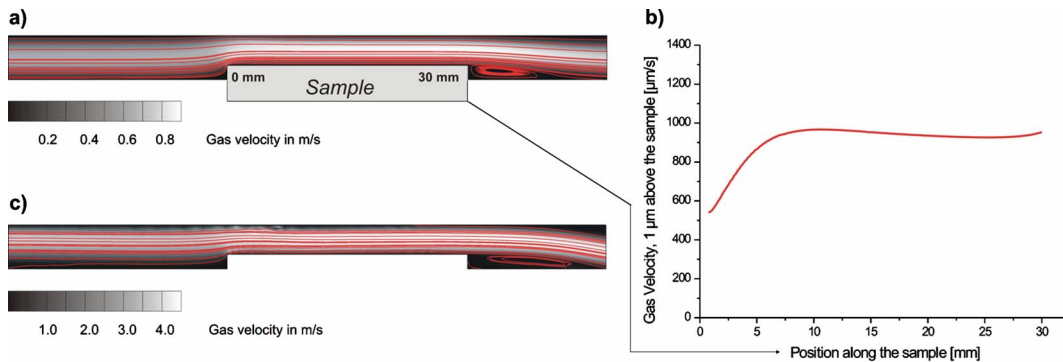 a)
0 mm
30 mm
Sample
0.2 0.4 0.6 0.8 Gas velocity in m/s
c)
1.0 2.0 3.0 4.0 Gas velocity in m/s
b)
Gas Velocity, 1 µm above the sample [µm/s]
1400
1200
1000
800
600
400
200
0
0 5 10 15 20 25 30
Position along the sample [mm]